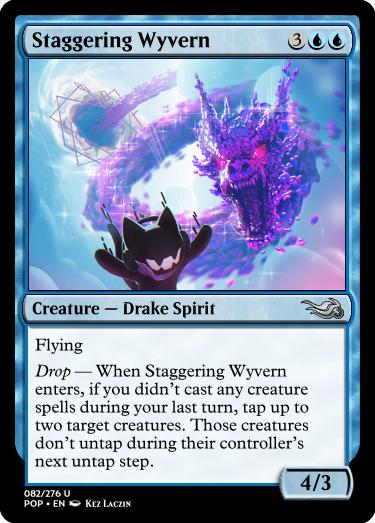 Staggering Wyvern 3
Creature — Drake Spirit
Flying
Drop — When Staggering Wyvern
enters, if you didn't cast any creature
spells during your last turn, tap up to
two target creatures. Those creatures
don't untap during their controller's
next untap step.
4/3
082/276 U
POP • EN Kez Laczin